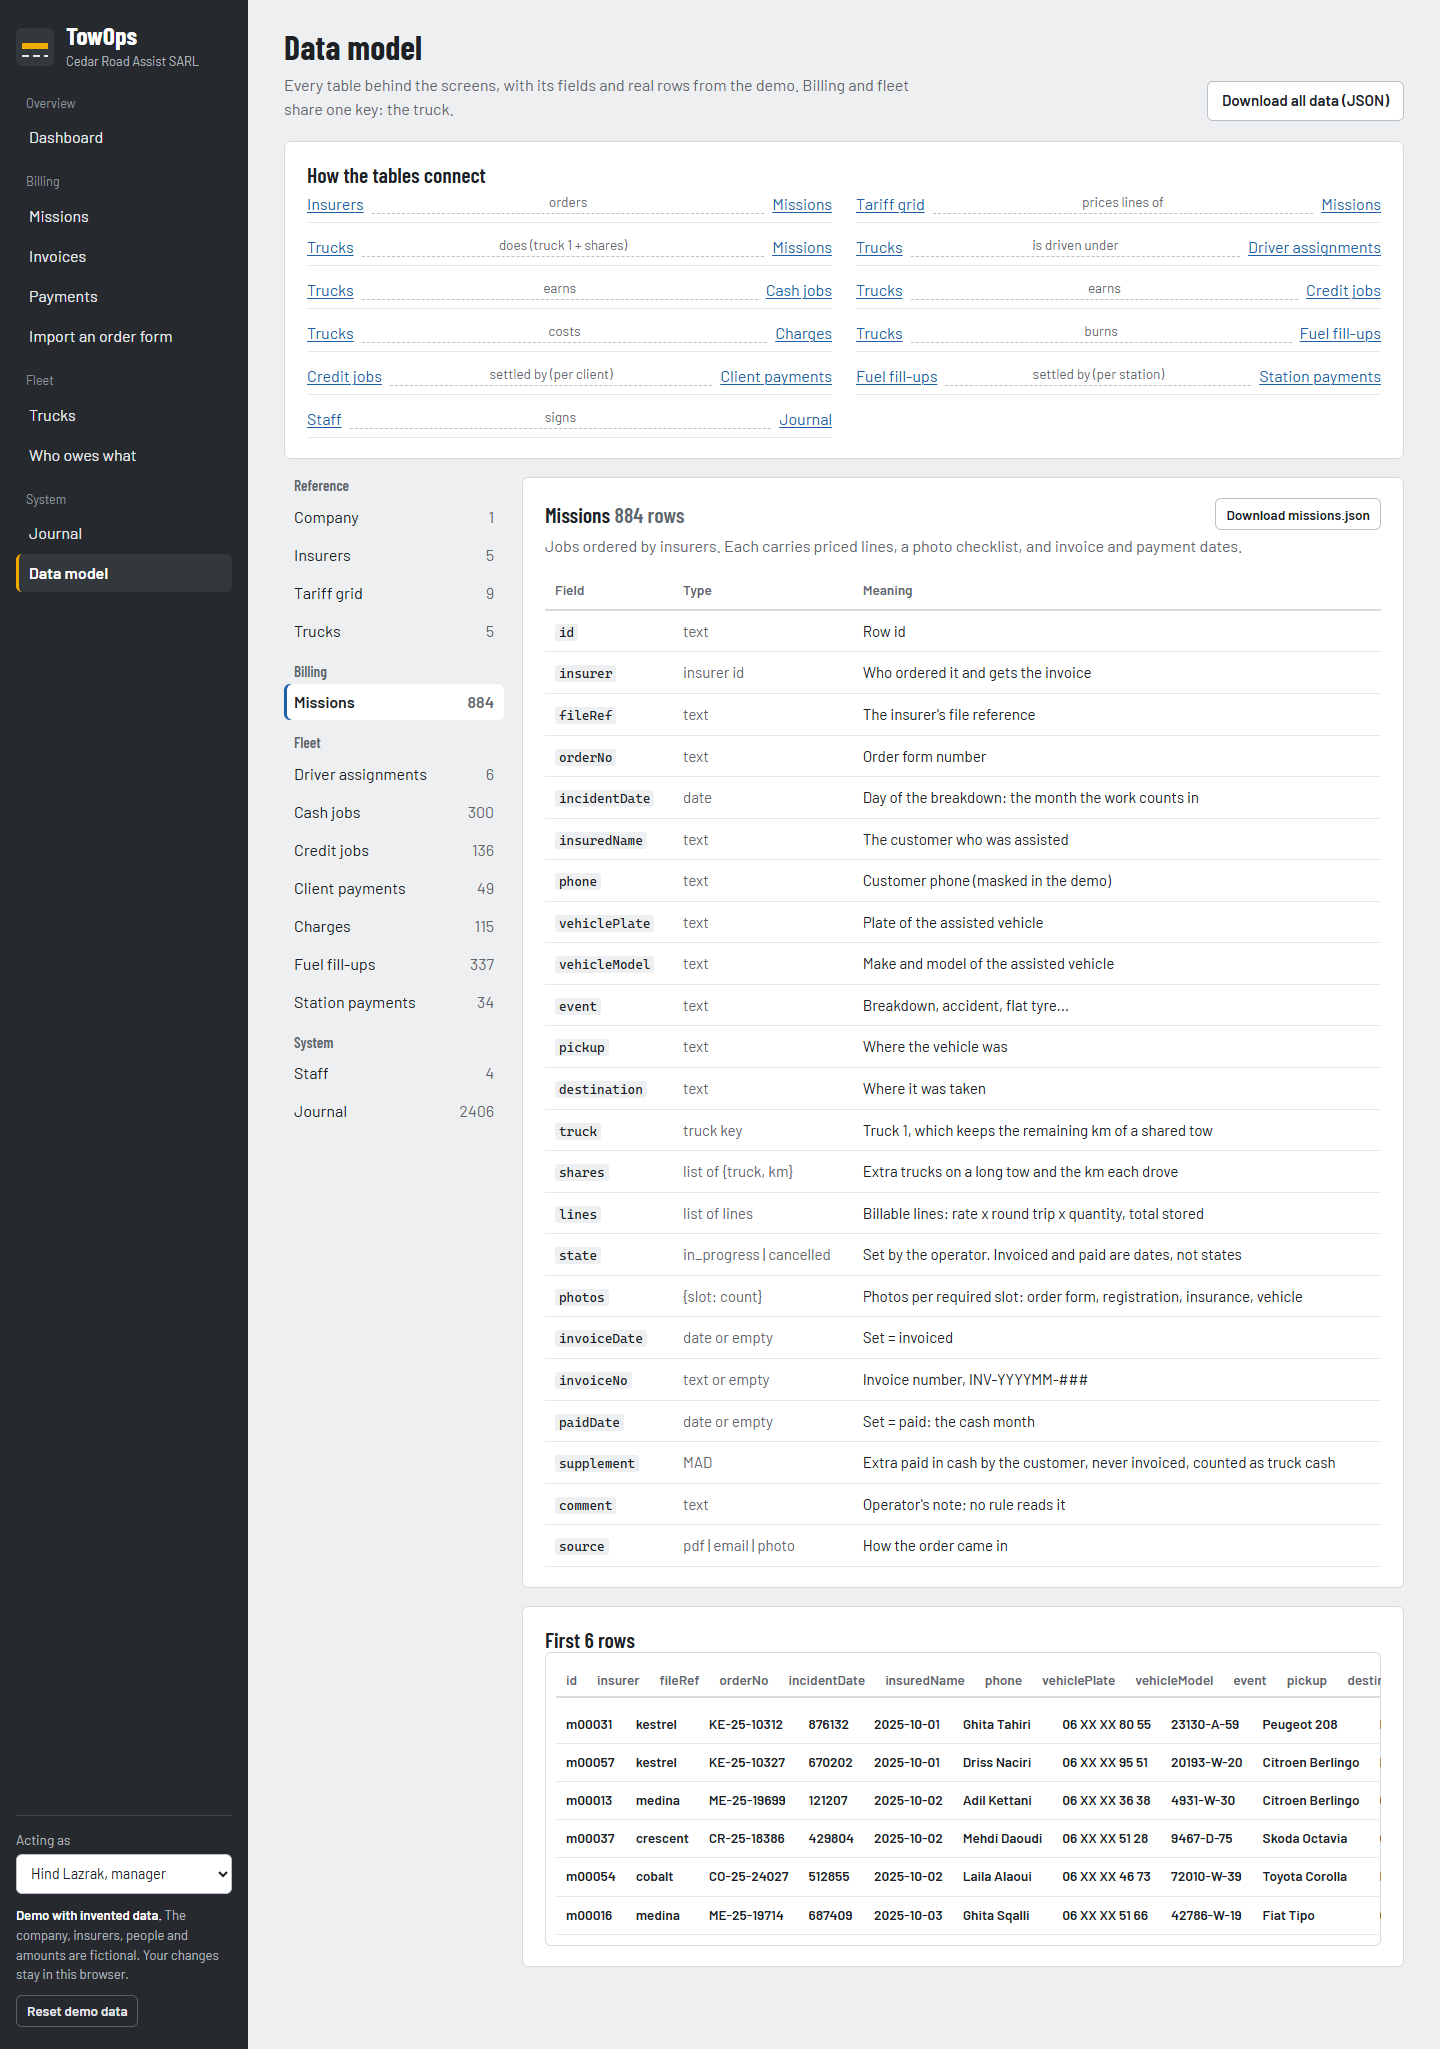 TowOps
Cedar Road Assist SARL
Overview
Dashboard
Billing
Missions
Invoices
Payments
Import an order form
Fleet
Trucks
Who owes what
System
Journal
Data model
Acting as
Hind Lazrak, manager
Demo with invented data. The
company, insurers, people and
amounts are fictional. Your changes
stay in this browser.
Reset demo data
Data model
Every table behind the screens, with its fields and real rows from the demo. Billing and fleet
share one key: the truck.
Download all data (JSON)
How the tables connect
Insurers orders Missions
Tariff grid prices lines of Missions
Trucks does (truck 1 + shares) Missions
Trucks is driven under Driver assignments
Trucks earns Cash jobs
Trucks earns Credit jobs
Trucks costs Charges
Trucks burns Fuel fill-ups
Credit jobs settled by (per client) Client payments
Fuel fill-ups settled by (per station) Station payments
Staff signs Journal
Reference
Company 1
Insurers 5
Tariff grid 9
Trucks 5
Billing
Missions 884
Fleet
Driver assignments 6
Cash jobs 300
Credit jobs 136
Client payments 49
Charges 115
Fuel fill-ups 337
Station payments 34
System
Staff 4
Journal 2406
Missions 884 rows
Download missions.json
Jobs ordered by insurers. Each carries priced lines, a photo checklist, and invoice and payment dates.
Field Type Meaning
id text Row id
insurer insurer id Who ordered it and gets the invoice
fileRef text The insurer's file reference
orderNo text Order form number
incidentDate date Day of the breakdown: the month the work counts in
insuredName text The customer who was assisted
phone text Customer phone (masked in the demo)
vehiclePlate text Plate of the assisted vehicle
vehicleModel text Make and model of the assisted vehicle
event text Breakdown, accident, flat tyre...
pickup text Where the vehicle was
destination text Where it was taken
truck truck key Truck 1, which keeps the remaining km of a shared tow
shares list of {truck, km} Extra trucks on a long tow and the km each drove
lines list of lines Billable lines: rate x round trip x quantity, total stored
state in_progress | cancelled Set by the operator. Invoiced and paid are dates, not states
photos {slot: count} Photos per required slot: order form, registration, insurance, vehicle
invoiceDate date or empty Set = invoiced
invoiceNo text or empty Invoice number, INV-YYYYMM-###
paidDate date or empty Set = paid: the cash month
supplement MAD Extra paid in cash by the customer, never invoiced, counted as truck cash
comment text Operator's note; no rule reads it
source pdf | email | photo How the order came in
First 6 rows
id insurer fileRef orderNo incidentDate insuredName phone vehiclePlate vehicleModel event pickup
m00031 kestrel KE-25-10312 876132 2025-10-01 Ghita Tahiri 06 XX XX 80 55 23130-A-59 Peugeot 208
m00057 kestrel KE-25-10327 670202 2025-10-01 Driss Naciri 06 XX XX 95 51 20193-W-20 Citroen Berlingo
m00013 medina ME-25-19699 121207 2025-10-02 Adil Kettani 06 XX XX 36 38 4931-W-30 Citroen Berlingo
m00037 crescent CR-25-18386 429804 2025-10-02 Mehdi Daoudi 06 XX XX 51 28 9467-D-75 Skoda Octavia
m00054 cobalt CO-25-24027 512855 2025-10-02 Laila Alaoui 06 XX XX 46 73 72010-W-39 Toyota Corolla
m00016 medina ME-25-19714 687409 2025-10-03 Ghita Sqalli 06 XX XX 51 66 42786-W-19 Fiat Tipo